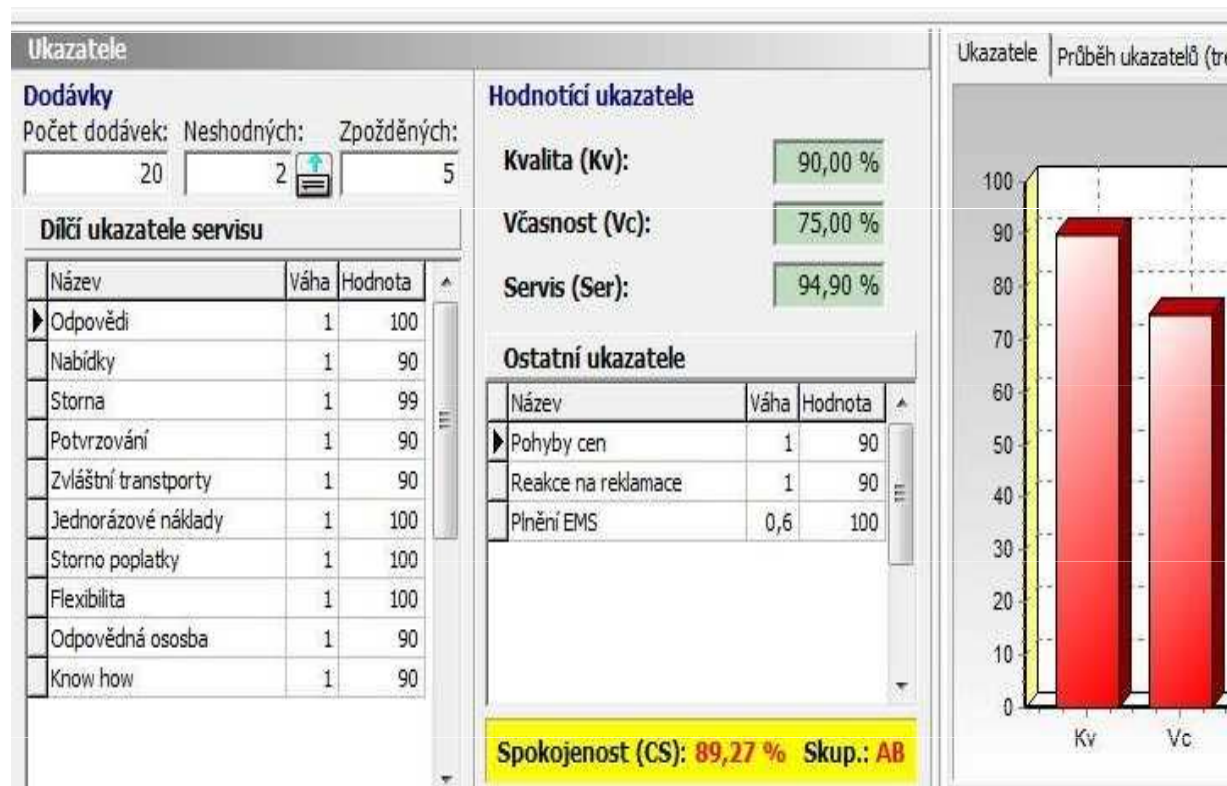 Ukazatele
Dodávky
Počet dodávek: Neshodných: Zpožděných:
20 2 5
Dílčí ukazatele servisu
Název Váha Hodnota
Odpovědi 1 100
Nabídky 1 90
Storna 1 99
Potvrzování 1 90
Zvláštní transtporty 1 90
Jednorázové náklady 1 100
Storno poplatky 1 100
Flexibilita 1 100
Odpovědná ososba 1 90
Know how 1 90
Hodnotící ukazatele
Kvalita (Kv): 90,00 %
Včasnost (Vc): 75,00 %
Servis (Ser): 94,90 %
Ostatní ukazatele
Název Váha Hodnota
Pohyby cen 1 90
Reakce na reklamace 1 90
Plnění EMS 0,6 100
Spokojenost (CS): 89,27 % Skup.: AB
Ukazatele Průběh ukazatelů (tre
100
90
80
70
60
50
40
30
20
10
0
Kv Vc